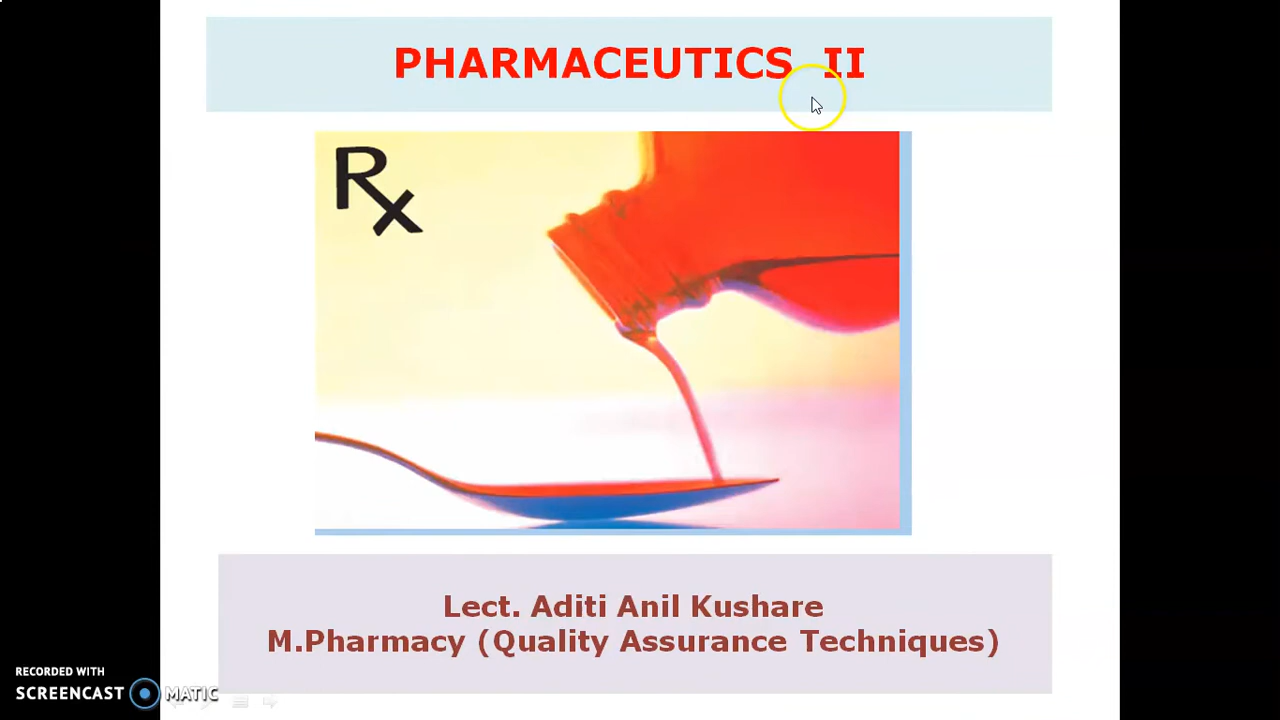 PHARMACEUTICS II
Rx
Lect. Aditi Anil Kushare
M.Pharmacy (Quality Assurance Techniques)
RECORDED WITH
SCREENCAST MATIC